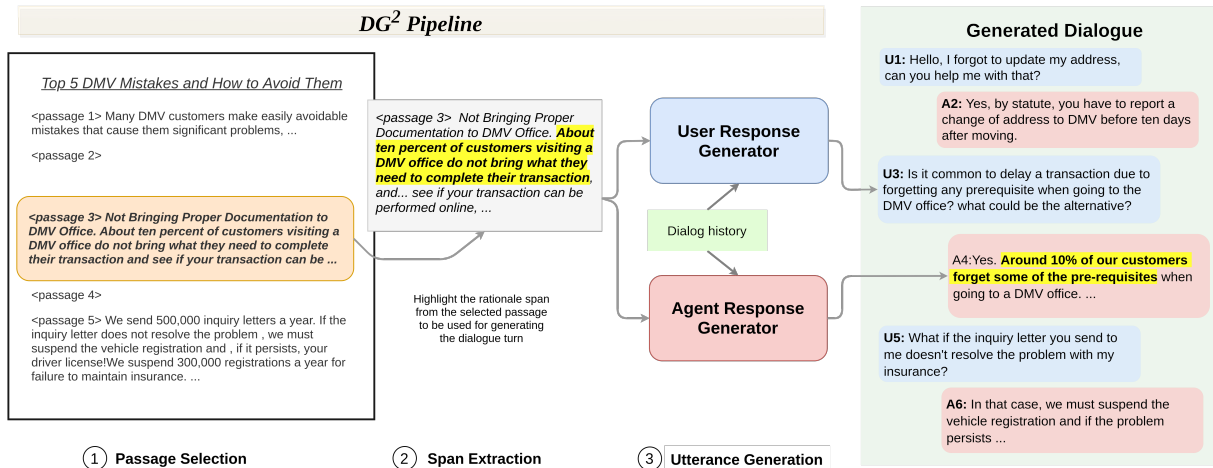 DG2 Pipeline
Top 5 DMV Mistakes and How to Avoid Them
<passage 1> Many DMV customers make easily avoidable
mistakes that cause them significant problems, ...
<passage 2>
<passage 3> Not Bringing Proper Documentation to
DMV Office. About ten percent of customers visiting a
DMV office do not bring what they need to complete
their transaction and see if your transaction can be ...
<passage 4>
<passage 5> We send 500,000 inquiry letters a year. If the
inquiry letter does not resolve the problem , we must
suspend the vehicle registration and , if it persists, your
driver license!We suspend 300,000 registrations a year for
failure to maintain insurance. ...
1 Passage Selection
<passage 3> Not Bringing Proper
Documentation to DMV Office. About
ten percent of customers visiting a
DMV office do not bring what they
need to complete their transaction,
and... see if your transaction can be
performed online, ...
Highlight the rationale span
from the selected passage
to be used for generating
the dialogue turn
2 Span Extraction
User Response
Generator
Dialog history
Agent Response
Generator
3 Utterance Generation
Generated Dialogue
U1: Hello, I forgot to update my address,
can you help me with that?
A2: Yes, by statute, you have to report a
change of address to DMV before ten days
after moving.
U3: Is it common to delay a transaction due to
forgetting any prerequisite when going to the
DMV office? what could be the alternative?
A4:Yes. Around 10% of our customers
forget some of the pre-requisites when
going to a DMV office. ...
U5: What if the inquiry letter you send to
me doesn't resolve the problem with my
insurance?
A6: In that case, we must suspend the
vehicle registration and if the problem
persists ...